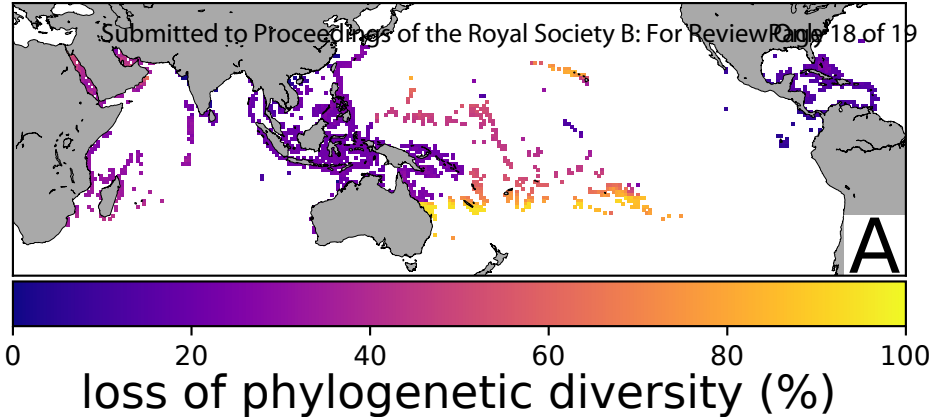 Submitted to Proceedings of the Royal Society B: For Review Only
Page 18 of 19
A
0 20 40 60 80 100
loss of phylogenetic diversity (%)